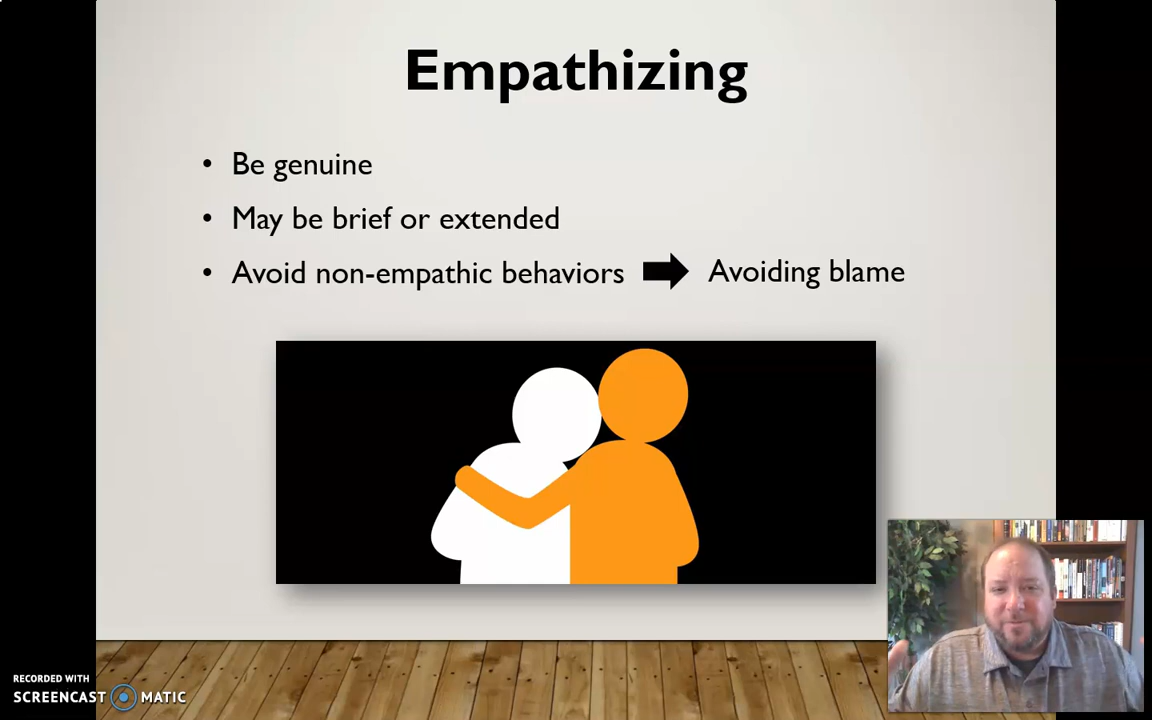 Empathizing
• Be genuine
• May be brief or extended
• Avoid non-empathic behaviors Avoiding blame
RECORDED WITH
SCREENCAST MATIC